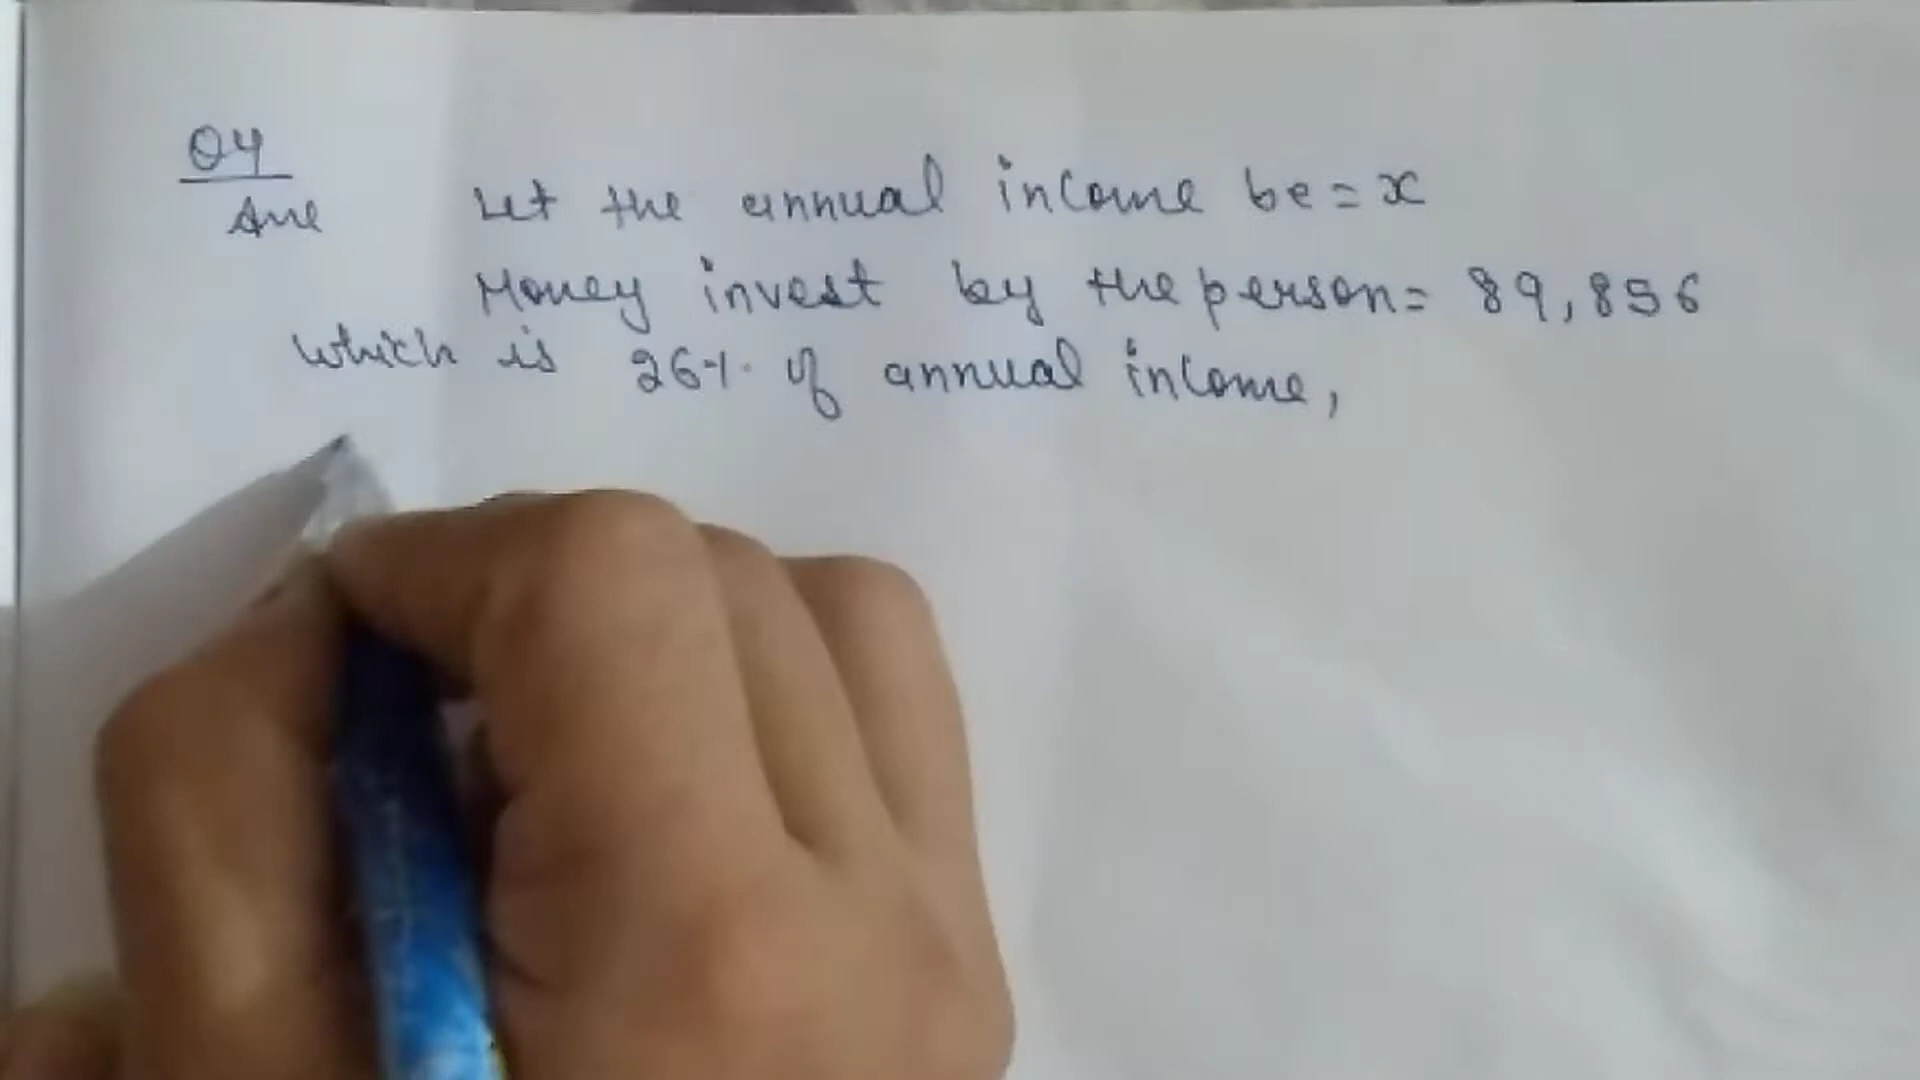 Q4
Ans Let the annual income be = x
Money invest by the person = 89,856
which is 26% of annual income,